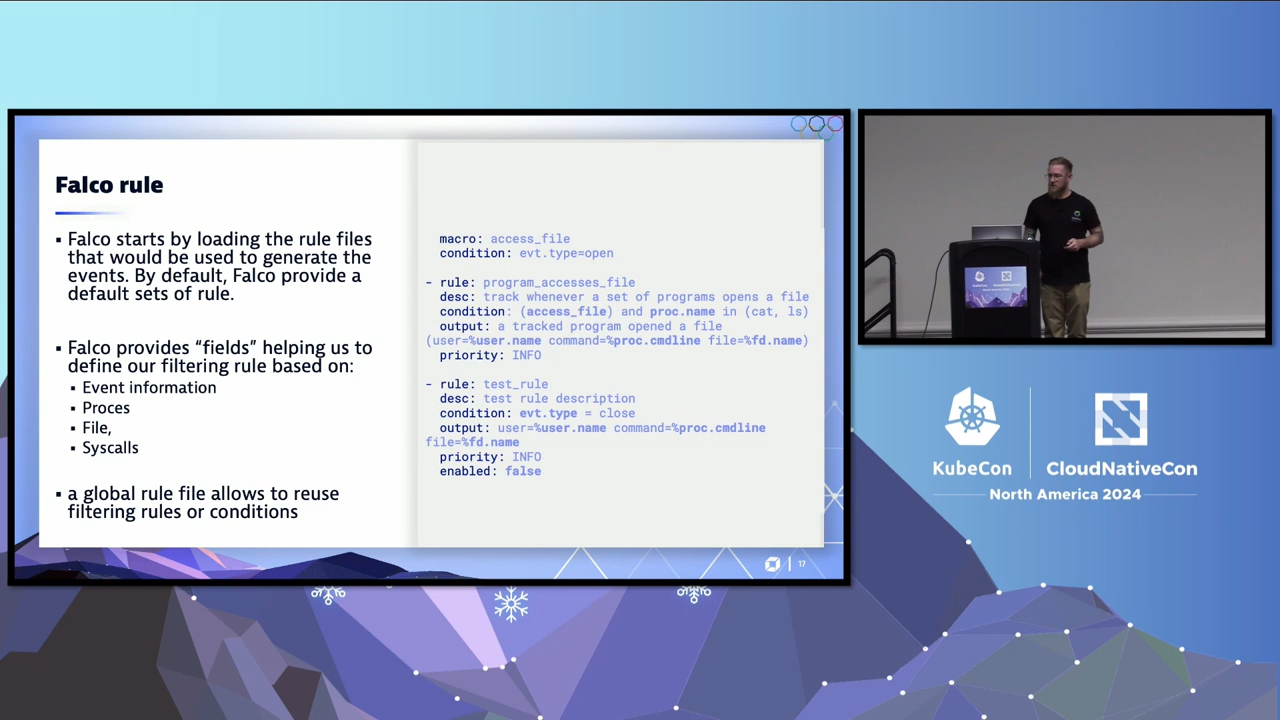 Falco rule
▪ Falco starts by loading the rule files
that would be used to generate the
events. By default, Falco provide a
default sets of rule.
▪ Falco provides “fields” helping us to
define our filtering rule based on:
▪ Event information
▪ Proces
▪ File,
▪ Syscalls
▪ a global rule file allows to reuse
filtering rules or conditions
macro: access_file
condition: evt.type=open
- rule: program_accesses_file
desc: track whenever a set of programs opens a file
condition: (access_file) and proc.name in (cat, ls)
output: a tracked program opened a file
(user=%user.name command=%proc.cmdline file=%fd.name)
priority: INFO
- rule: test_rule
desc: test rule description
condition: evt.type = close
output: user=%user.name command=%proc.cmdline
file=%fd.name
priority: INFO
enabled: false
17
KubeCon CloudNativeCon
North America 2024